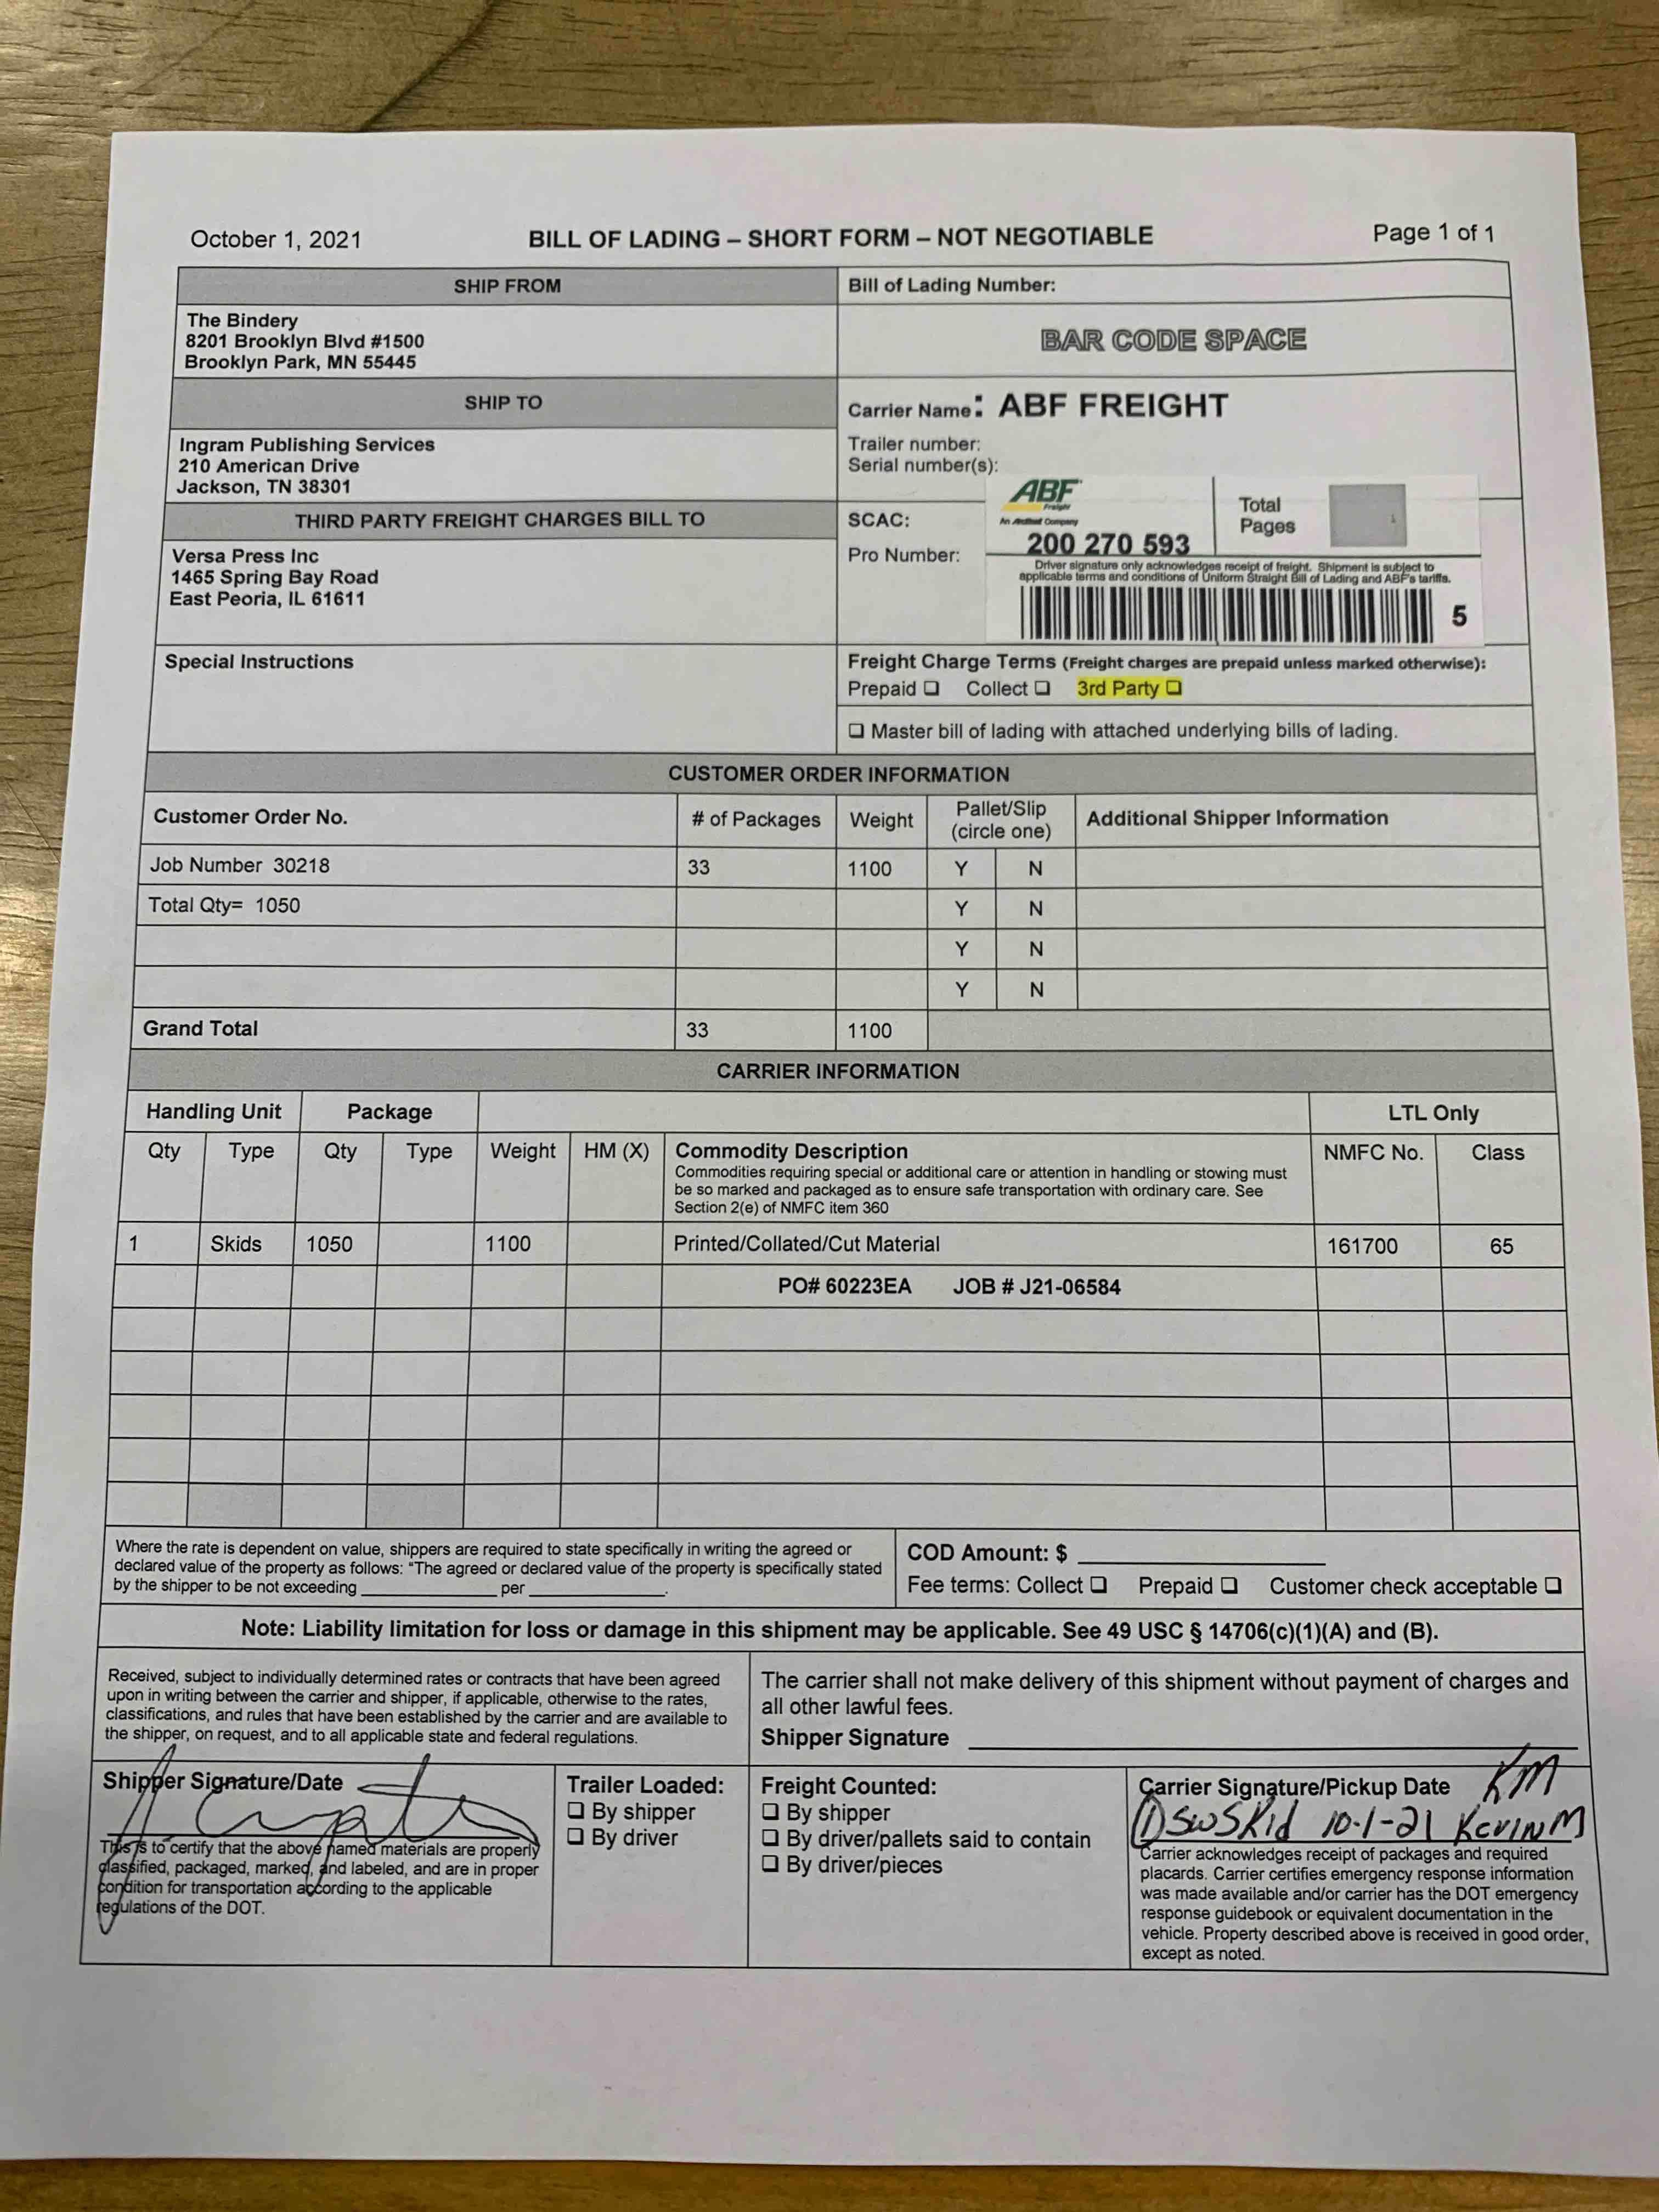 October 1, 2021
BILL OF LADING – SHORT FORM – NOT NEGOTIABLE
Page 1 of 1
SHIP FROM
Bill of Lading Number:
The Bindery
8201 Brooklyn Blvd #1500
Brooklyn Park, MN 55445
BAR CODE SPACE
SHIP TO
Carrier Name: ABF FREIGHT
Ingram Publishing Services
210 American Drive
Jackson, TN 38301
Trailer number:
Serial number(s):
THIRD PARTY FREIGHT CHARGES BILL TO
SCAC:
Pro Number:
ABF
Freight
An ArcBest Company
200 270 593
Total
Pages
Driver signature only acknowledges receipt of freight. Shipment is subject to
applicable terms and conditions of Uniform Straight Bill of Lading and ABF's tariffs.
5
Versa Press Inc
1465 Spring Bay Road
East Peoria, IL 61611
Special Instructions
Freight Charge Terms (Freight charges are prepaid unless marked otherwise):
Prepaid ❑ Collect ❑ 3rd Party ❑
❑ Master bill of lading with attached underlying bills of lading.
CUSTOMER ORDER INFORMATION
Customer Order No. # of Packages Weight Pallet/Slip (circle one) Additional Shipper Information
Job Number 30218 33 1100 Y N
Total Qty= 1050 Y N
Y N
Y N
Grand Total 33 1100
CARRIER INFORMATION
Handling Unit Package LTL Only
Qty Type Qty Type Weight HM (X) Commodity Description NMFC No. Class
Commodities requiring special or additional care or attention in handling or stowing must
be so marked and packaged as to ensure safe transportation with ordinary care. See
Section 2(e) of NMFC item 360
1 Skids 1050 1100 Printed/Collated/Cut Material 161700 65
PO# 60223EA JOB # J21-06584
Where the rate is dependent on value, shippers are required to state specifically in writing the agreed or
declared value of the property as follows: "The agreed or declared value of the property is specifically stated
by the shipper to be not exceeding ______ per ______.
COD Amount: $ ______
Fee terms: Collect ❑ Prepaid ❑ Customer check acceptable ❑
Note: Liability limitation for loss or damage in this shipment may be applicable. See 49 USC § 14706(c)(1)(A) and (B).
Received, subject to individually determined rates or contracts that have been agreed
upon in writing between the carrier and shipper, if applicable, otherwise to the rates,
classifications, and rules that have been established by the carrier and are available to
the shipper, on request, and to all applicable state and federal regulations.
The carrier shall not make delivery of this shipment without payment of charges and
all other lawful fees.
Shipper Signature
Shipper Signature/Date
This is to certify that the above named materials are properly
classified, packaged, marked, and labeled, and are in proper
condition for transportation according to the applicable
regulations of the DOT.
Trailer Loaded:
❑ By shipper
❑ By driver
Freight Counted:
❑ By shipper
❑ By driver/pallets said to contain
❑ By driver/pieces
Carrier Signature/Pickup Date KM
① SWSKid 10-1-21 Kevin M
Carrier acknowledges receipt of packages and required
placards. Carrier certifies emergency response information
was made available and/or carrier has the DOT emergency
response guidebook or equivalent documentation in the
vehicle. Property described above is received in good order,
except as noted.